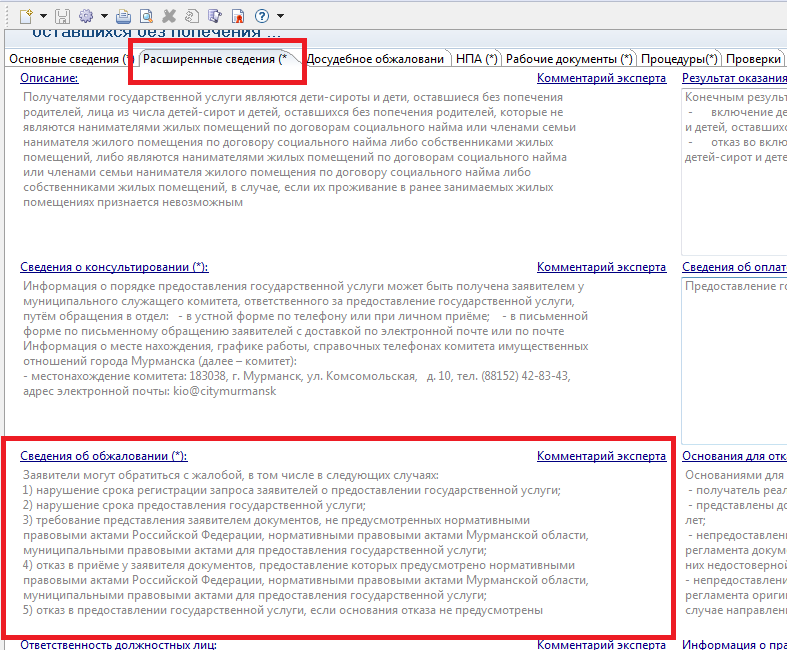 оставшихся без попечения ...
Основные сведения (*)
Расширенные сведения (*
Досудебное обжаловани
НПА (*)
Рабочие документы (*)
Процедуры(*)
Проверки
Описание:
Комментарий эксперта
Получателями государственной услуги являются дети-сироты и дети, оставшиеся без попечения
родителей, лица из числа детей-сирот и детей, оставшихся без попечения родителей, которые не
являются нанимателями жилых помещений по договорам социального найма или членами семьи
нанимателя жилого помещения по договору социального найма либо собственниками жилых
помещений, либо являются нанимателями жилых помещений по договорам социального найма
или членами семьи нанимателя жилого помещения по договору социального найма либо
собственниками жилых помещений, в случае, если их проживание в ранее занимаемых жилых
помещениях признается невозможным
Результат оказания
Конечным результ
- включение де
и детей, оставшихс
- отказ во вклю
детей-сирот и дете
Сведения о консультировании (*):
Комментарий эксперта
Информация о порядке предоставления государственной услуги может быть получена заявителем у
муниципального служащего комитета, ответственного за предоставление государственной услуги,
путём обращения в отдел: - в устной форме по телефону или при личном приёме; - в письменной
форме по письменному обращению заявителей с доставкой по электронной почте или по почте
Информация о месте нахождения, графике работы, справочных телефонах комитета имущественных
отношений города Мурманска (далее – комитет):
- местонахождение комитета: 183038, г. Мурманск, ул. Комсомольская, д. 10, тел. (88152) 42-83-43,
адрес электронной почты: kio@citymurmansk
Сведения об оплат
Предоставление го
Сведения об обжаловании (*):
Комментарий эксперта
Заявители могут обратиться с жалобой, в том числе в следующих случаях:
1) нарушение срока регистрации запроса заявителей о предоставлении государственной услуги;
2) нарушение срока предоставления государственной услуги;
3) требование представления заявителем документов, не предусмотренных нормативными
правовыми актами Российской Федерации, нормативными правовыми актами Мурманской области,
муниципальными правовыми актами для предоставления государственной услуги;
4) отказ в приёме у заявителя документов, предоставление которых предусмотрено нормативными
правовыми актами Российской Федерации, нормативными правовыми актами Мурманской области,
муниципальными правовыми актами для предоставления государственной услуги;
5) отказ в предоставлении государственной услуги, если основания отказа не предусмотрены
Основания для отка
Основаниями для
- получатель реал
- представлены до
лет;
- непредоставлен
регламента докум
них недостоверной
- непредоставлени
регламента ориги
случае направлен
Ответственность должностных лиц:
Комментарий эксперта
Информация о пра